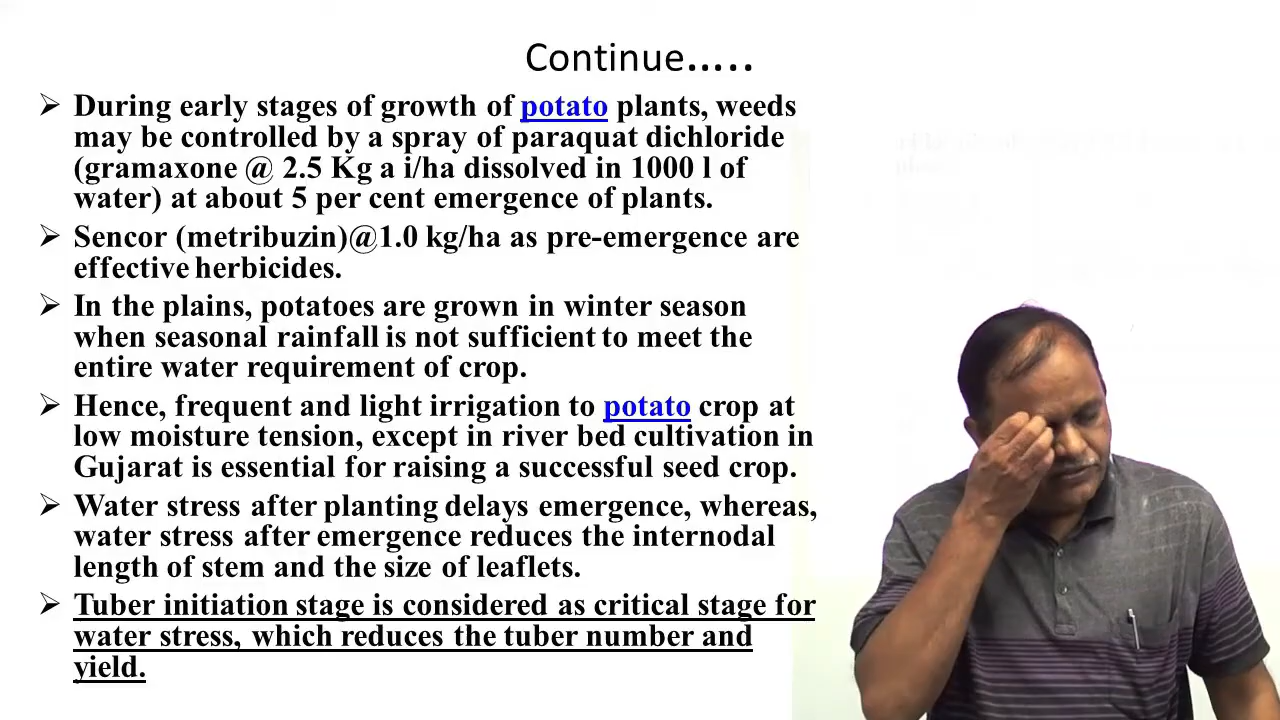 Continue.....
➢ During early stages of growth of potato plants, weeds
may be controlled by a spray of paraquat dichloride
(gramaxone @ 2.5 Kg a i/ha dissolved in 1000 l of
water) at about 5 per cent emergence of plants.
➢ Sencor (metribuzin)@1.0 kg/ha as pre-emergence are
effective herbicides.
➢ In the plains, potatoes are grown in winter season
when seasonal rainfall is not sufficient to meet the
entire water requirement of crop.
➢ Hence, frequent and light irrigation to potato crop at
low moisture tension, except in river bed cultivation in
Gujarat is essential for raising a successful seed crop.
➢ Water stress after planting delays emergence, whereas,
water stress after emergence reduces the internodal
length of stem and the size of leaflets.
➢ Tuber initiation stage is considered as critical stage for
water stress, which reduces the tuber number and
yield.